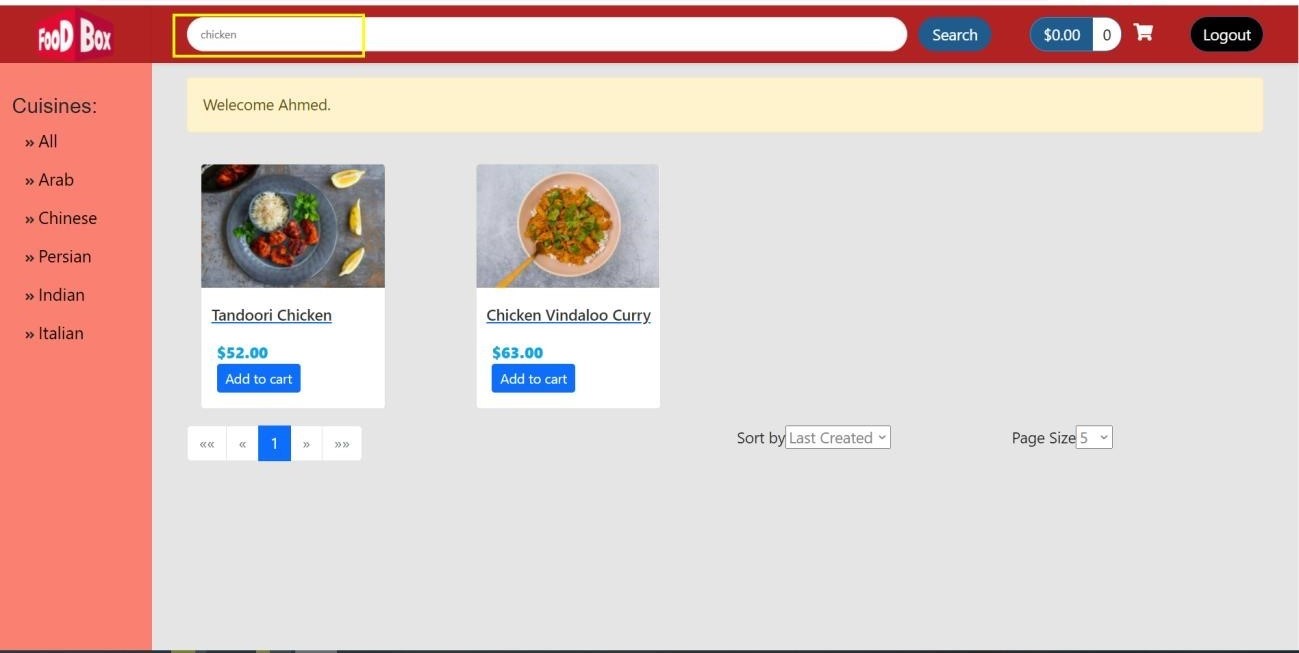 FooD Box
chicken
Search
$0.00 0
Logout
Cuisines:
» All
» Arab
» Chinese
» Persian
» Indian
» Italian
Welecome Ahmed.
Tandoori Chicken
$52.00
Add to cart
Chicken Vindaloo Curry
$63.00
Add to cart
«« « 1 » »»
Sort by Last Created
Page Size 5